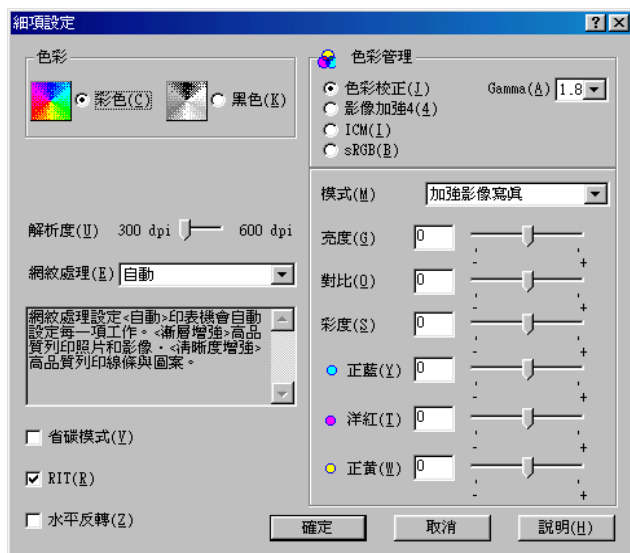 細項設定
色彩
彩色(C)
黑色(K)
解析度(U) 300 dpi 600 dpi
網紋處理(E) 自動
網紋處理設定<自動>印表機會自動
設定每一項工作。<漸層增強>高品
質列印照片和影像．<清晰度增強>
高品質列印線條與圖案。
省碳模式(V)
RIT(R)
水平反轉(Z)
色彩管理
色彩校正(J)
Gamma(A) 1.8
影像加強4(4)
ICM(I)
sRGB(B)
模式(M) 加強影像寫真
亮度(G) 0
- +
對比(O) 0
- +
彩度(S) 0
- +
正藍(Y) 0
- +
洋紅(T) 0
- +
正黃(W) 0
- +
確定
取消
說明(H)